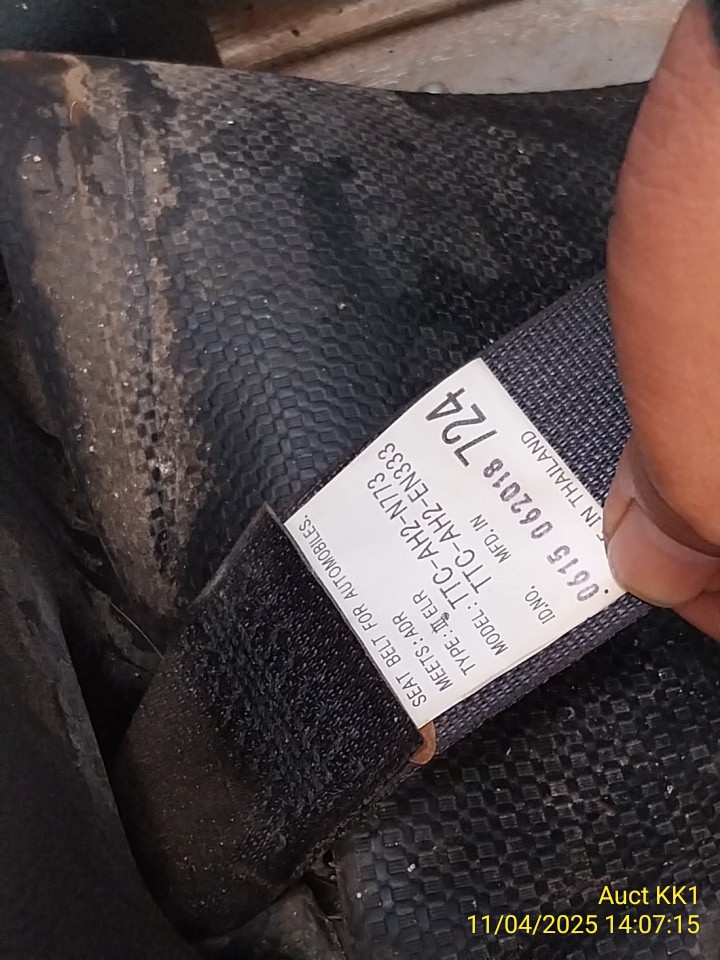 SEAT BELT FOR AUTOMOBILES.
MEETS: ADR
TYPE: ELR
MODEL: TTC-AH2-N773
TTC-AH2-EN333
MFD. IN
ID.NO. 0615 062018 724
E IN THAILAND
Auct KK1
11/04/2025 14:07:15